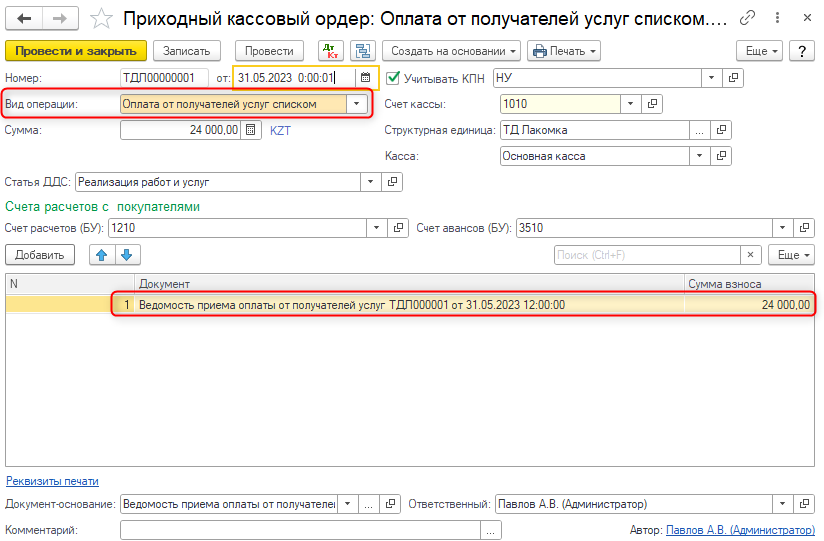 Приходный кассовый ордер: Оплата от получателей услуг списком....
Провести и закрыть Записать Провести Дт Кт Создать на основании Печать Еще ?
Номер: ТДЛ00000001 от: 31.05.2023 0:00:01 Учитывать КПН НУ
Вид операции: Оплата от получателей услуг списком Счет кассы: 1010
Сумма: 24 000,00 KZT Структурная единица: ТД Лакомка ...
Касса: Основная касса
Статья ДДС: Реализация работ и услуг
Счета расчетов с покупателями
Счет расчетов (БУ): 1210 Счет авансов (БУ): 3510
Добавить Поиск (Ctrl+F) × Еще
N Документ Сумма взноса
1 Ведомость приема оплаты от получателей услуг ТДЛ000001 от 31.05.2023 12:00:00 24 000,00
Реквизиты печати
Документ-основание: Ведомость приема оплаты от получател ... Ответственный: Павлов А.В. (Администратор)
Комментарий: ... Автор: Павлов А.В. (Администратор)